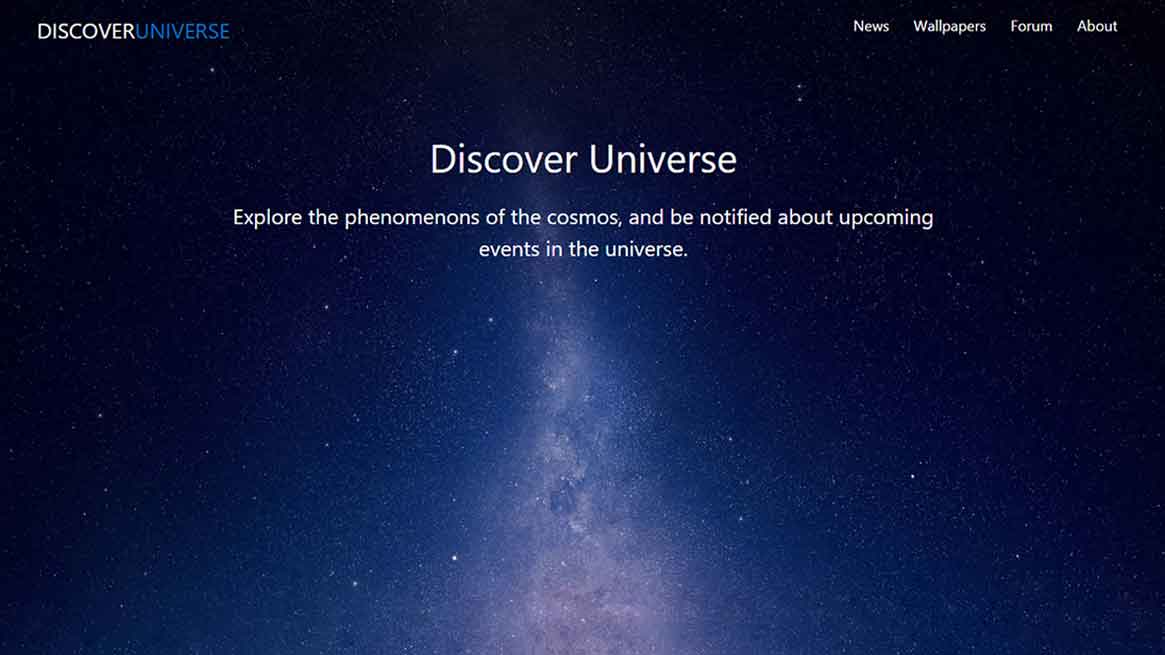 DISCOVERUNIVERSE
News Wallpapers Forum About
Discover Universe
Explore the phenomenons of the cosmos, and be notified about upcoming
events in the universe.